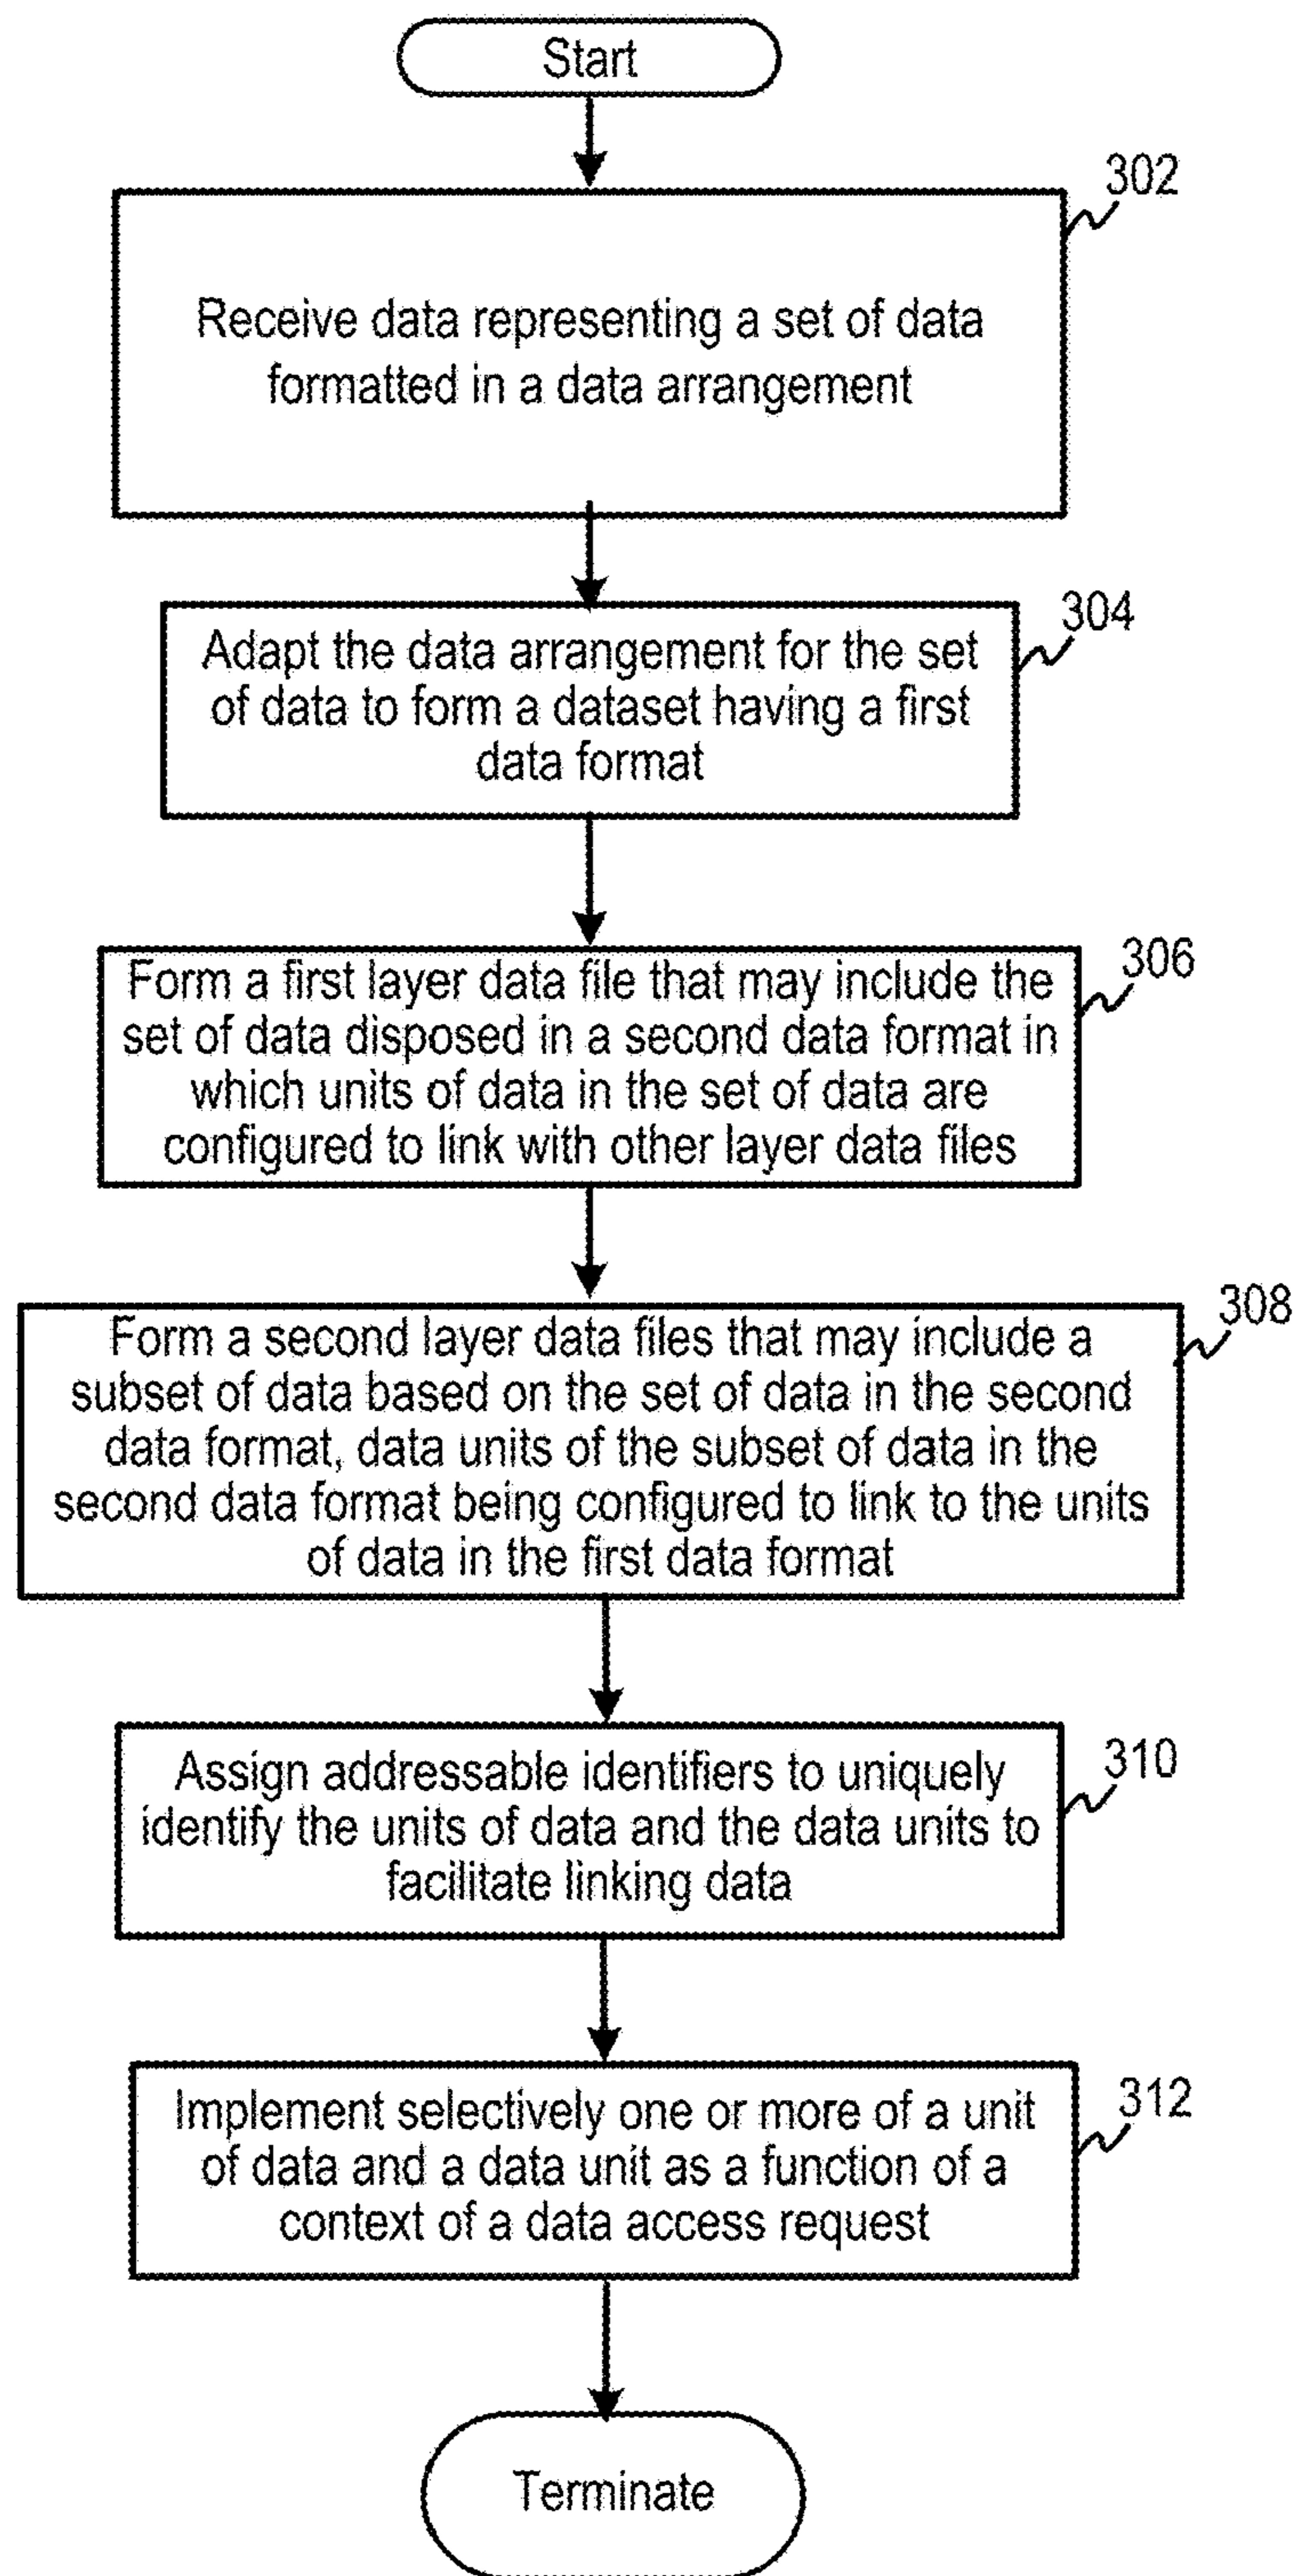 Start
302
Receive data representing a set of data
formatted in a data arrangement
304
Adapt the data arrangement for the set
of data to form a dataset having a first
data format
306
Form a first layer data file that may include the
set of data disposed in a second data format in
which units of data in the set of data are
configured to link with other layer data files
308
Form a second layer data files that may include a
subset of data based on the set of data in the second
data format, data units of the subset of data in the
second data format being configured to link to the units
of data in the first data format
310
Assign addressable identifiers to uniquely
identify the units of data and the data units to
facilitate linking data
312
Implement selectively one or more of a unit
of data and a data unit as a function of a
context of a data access request
Terminate